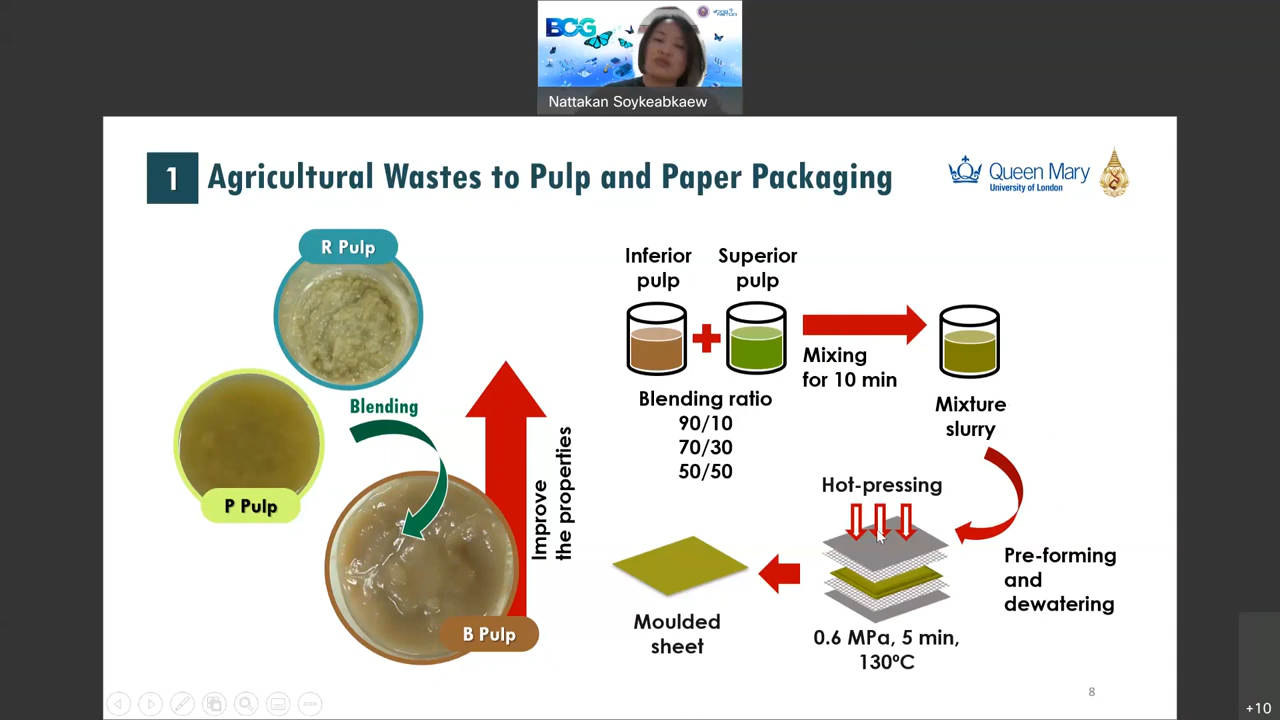 BCG
Nattakan Soykeabkaew
1
Agricultural Wastes to Pulp and Paper Packaging
Queen Mary
University of London
R Pulp
P Pulp
Blending
B Pulp
Improve
the properties
Inferior
pulp
Superior
pulp
Blending ratio
90/10
70/30
50/50
Mixing
for 10 min
Mixture
slurry
Hot-pressing
Pre-forming
and
dewatering
0.6 MPa, 5 min,
130ºC
Moulded
sheet
8
+10